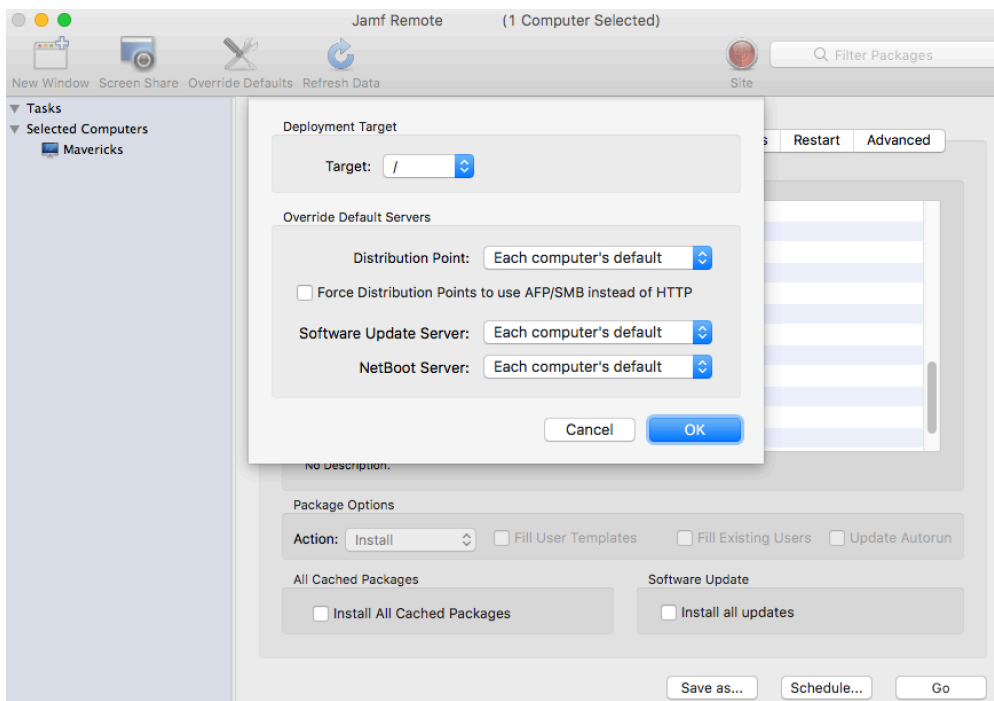 Jamf Remote (1 Computer Selected)
New Window Screen Share Override Defaults Refresh Data Site Filter Packages
Tasks
Selected Computers
Mavericks
Deployment Target
Target: /
s Restart Advanced
Override Default Servers
Distribution Point: Each computer's default
Force Distribution Points to use AFP/SMB instead of HTTP
Software Update Server: Each computer's default
NetBoot Server: Each computer's default
Cancel OK
No Description.
Package Options
Action: Install Fill User Templates Fill Existing Users Update Autorun
All Cached Packages Software Update
Install All Cached Packages Install all updates
Save as... Schedule... Go